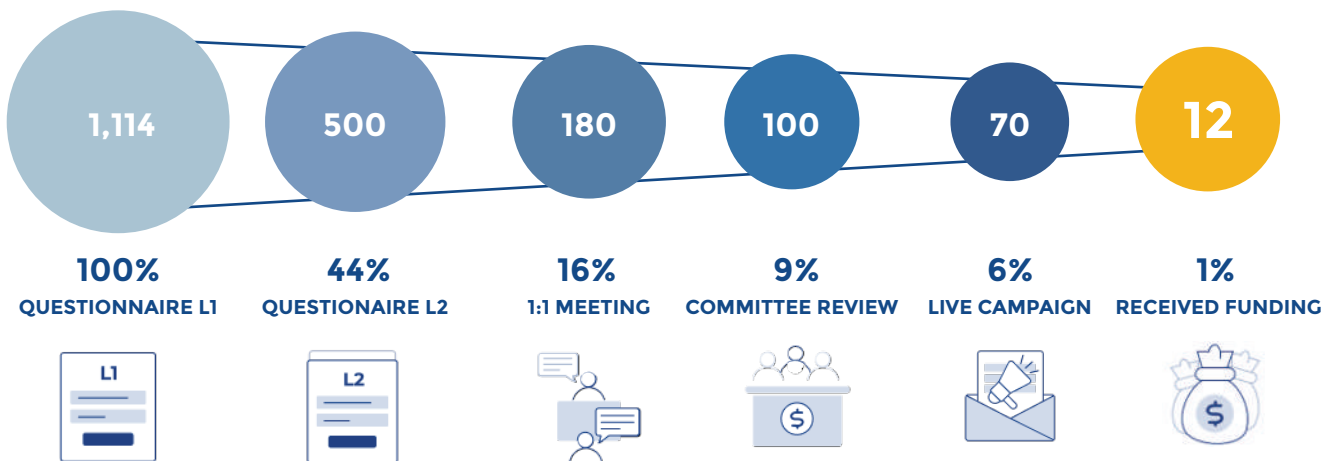 1,114
500
180
100
70
12
100%
44%
16%
9%
6%
1%
QUESTIONNAIRE L1
QUESTIONAIRE L2
1:1 MEETING
COMMITTEE REVIEW
LIVE CAMPAIGN
RECEIVED FUNDING
L1
L2
$
$